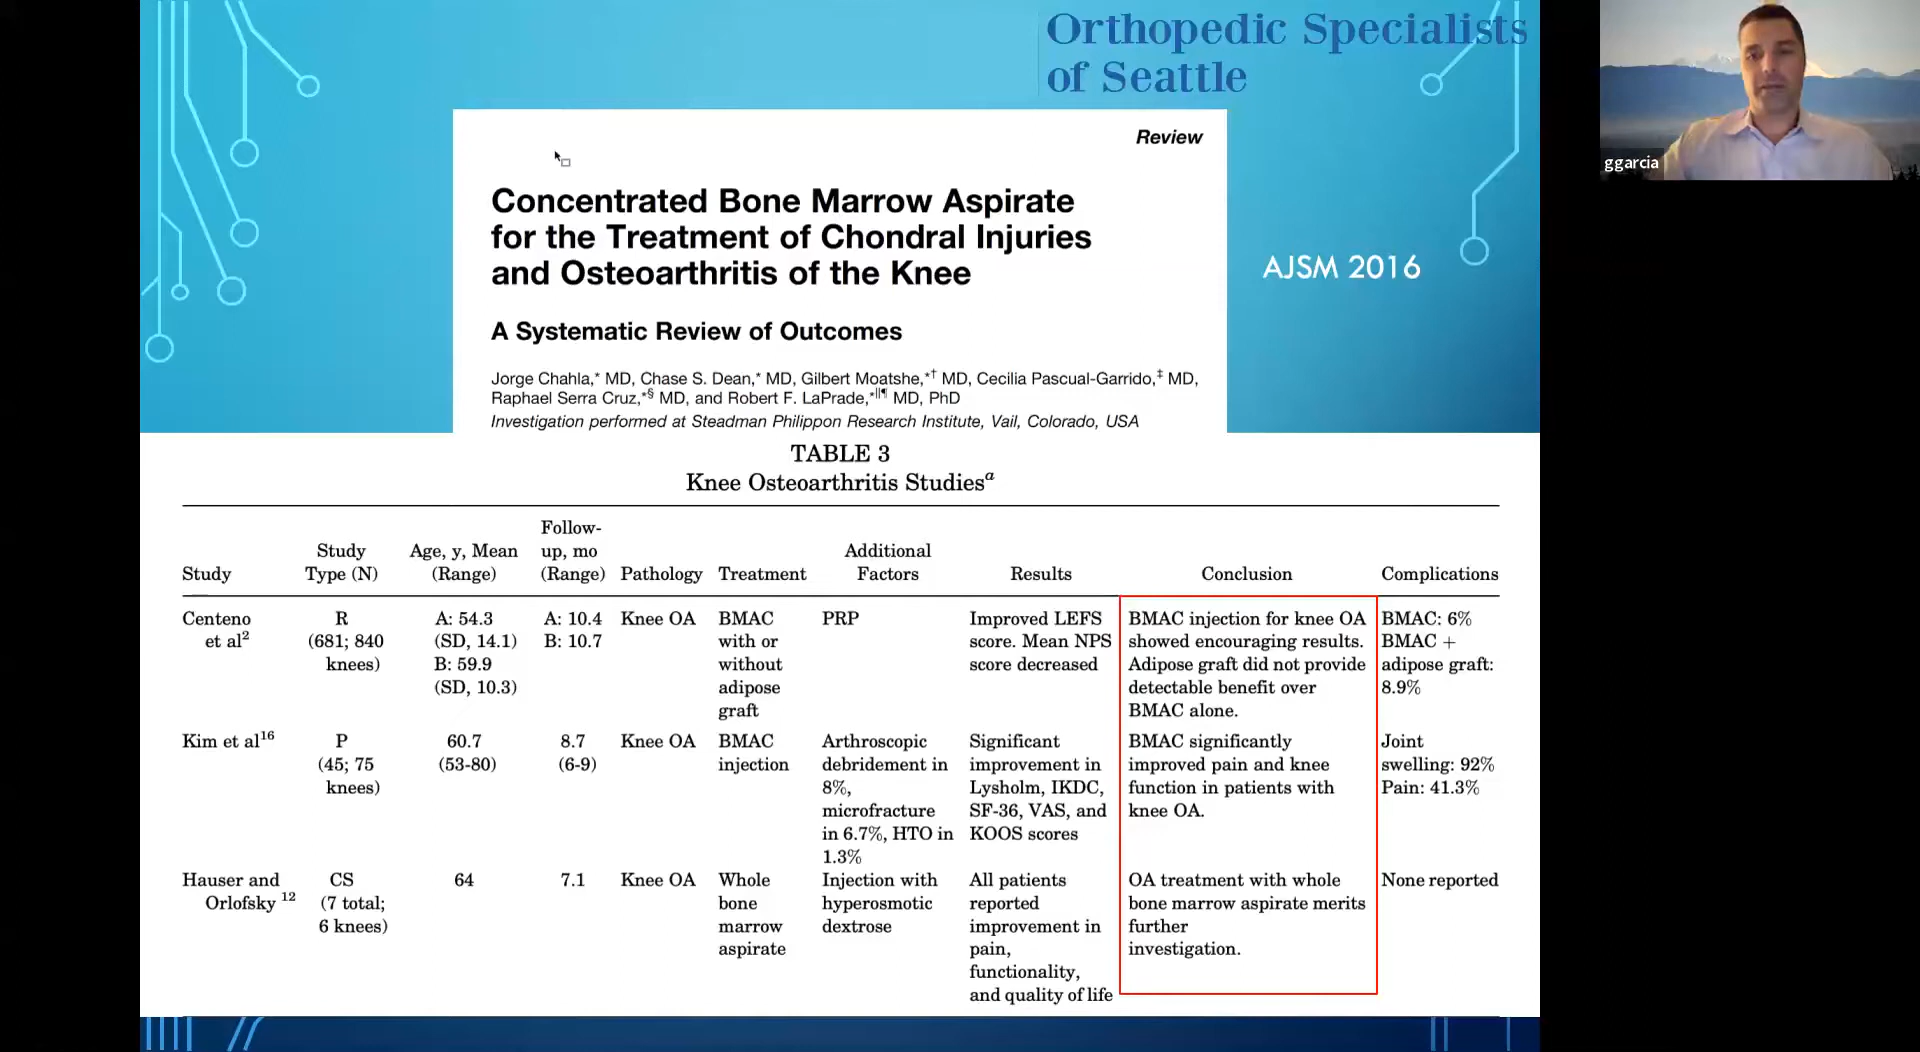 Orthopedic Specialists
of Seattle
ggarcia
Review
Concentrated Bone Marrow Aspirate
for the Treatment of Chondral Injuries
and Osteoarthritis of the Knee
AJSM 2016
A Systematic Review of Outcomes
Jorge Chahla,* MD, Chase S. Dean,* MD, Gilbert Moatshe,*† MD, Cecilia Pascual-Garrido,‡ MD,
Raphael Serra Cruz,*§ MD, and Robert F. LaPrade,*||¶ MD, PhD
Investigation performed at Steadman Philippon Research Institute, Vail, Colorado, USA
TABLE 3
Knee Osteoarthritis Studiesᵃ
Study
Study
Type (N)
Age, y, Mean
(Range)
Follow-
up, mo
(Range)
Pathology
Treatment
Additional
Factors
Results
Conclusion
Complications
Centeno
et al²
R
(681; 840
knees)
A: 54.3
(SD, 14.1)
B: 59.9
(SD, 10.3)
A: 10.4
B: 10.7
Knee OA
BMAC
with or
without
adipose
graft
PRP
Improved LEFS
score. Mean NPS
score decreased
BMAC injection for knee OA
showed encouraging results.
Adipose graft did not provide
detectable benefit over
BMAC alone.
BMAC: 6%
BMAC +
adipose graft:
8.9%
Kim et al¹⁶
P
(45; 75
knees)
60.7
(53-80)
8.7
(6-9)
Knee OA
BMAC
injection
Arthroscopic
debridement in
8%,
microfracture
in 6.7%, HTO in
1.3%
Significant
improvement in
Lysholm, IKDC,
SF-36, VAS, and
KOOS scores
BMAC significantly
improved pain and knee
function in patients with
knee OA.
Joint
swelling: 92%
Pain: 41.3%
Hauser and
Orlofsky ¹²
CS
(7 total;
6 knees)
64
7.1
Knee OA
Whole
bone
marrow
aspirate
Injection with
hyperosmotic
dextrose
All patients
reported
improvement in
pain,
functionality,
and quality of life
OA treatment with whole
bone marrow aspirate merits
further
investigation.
None reported